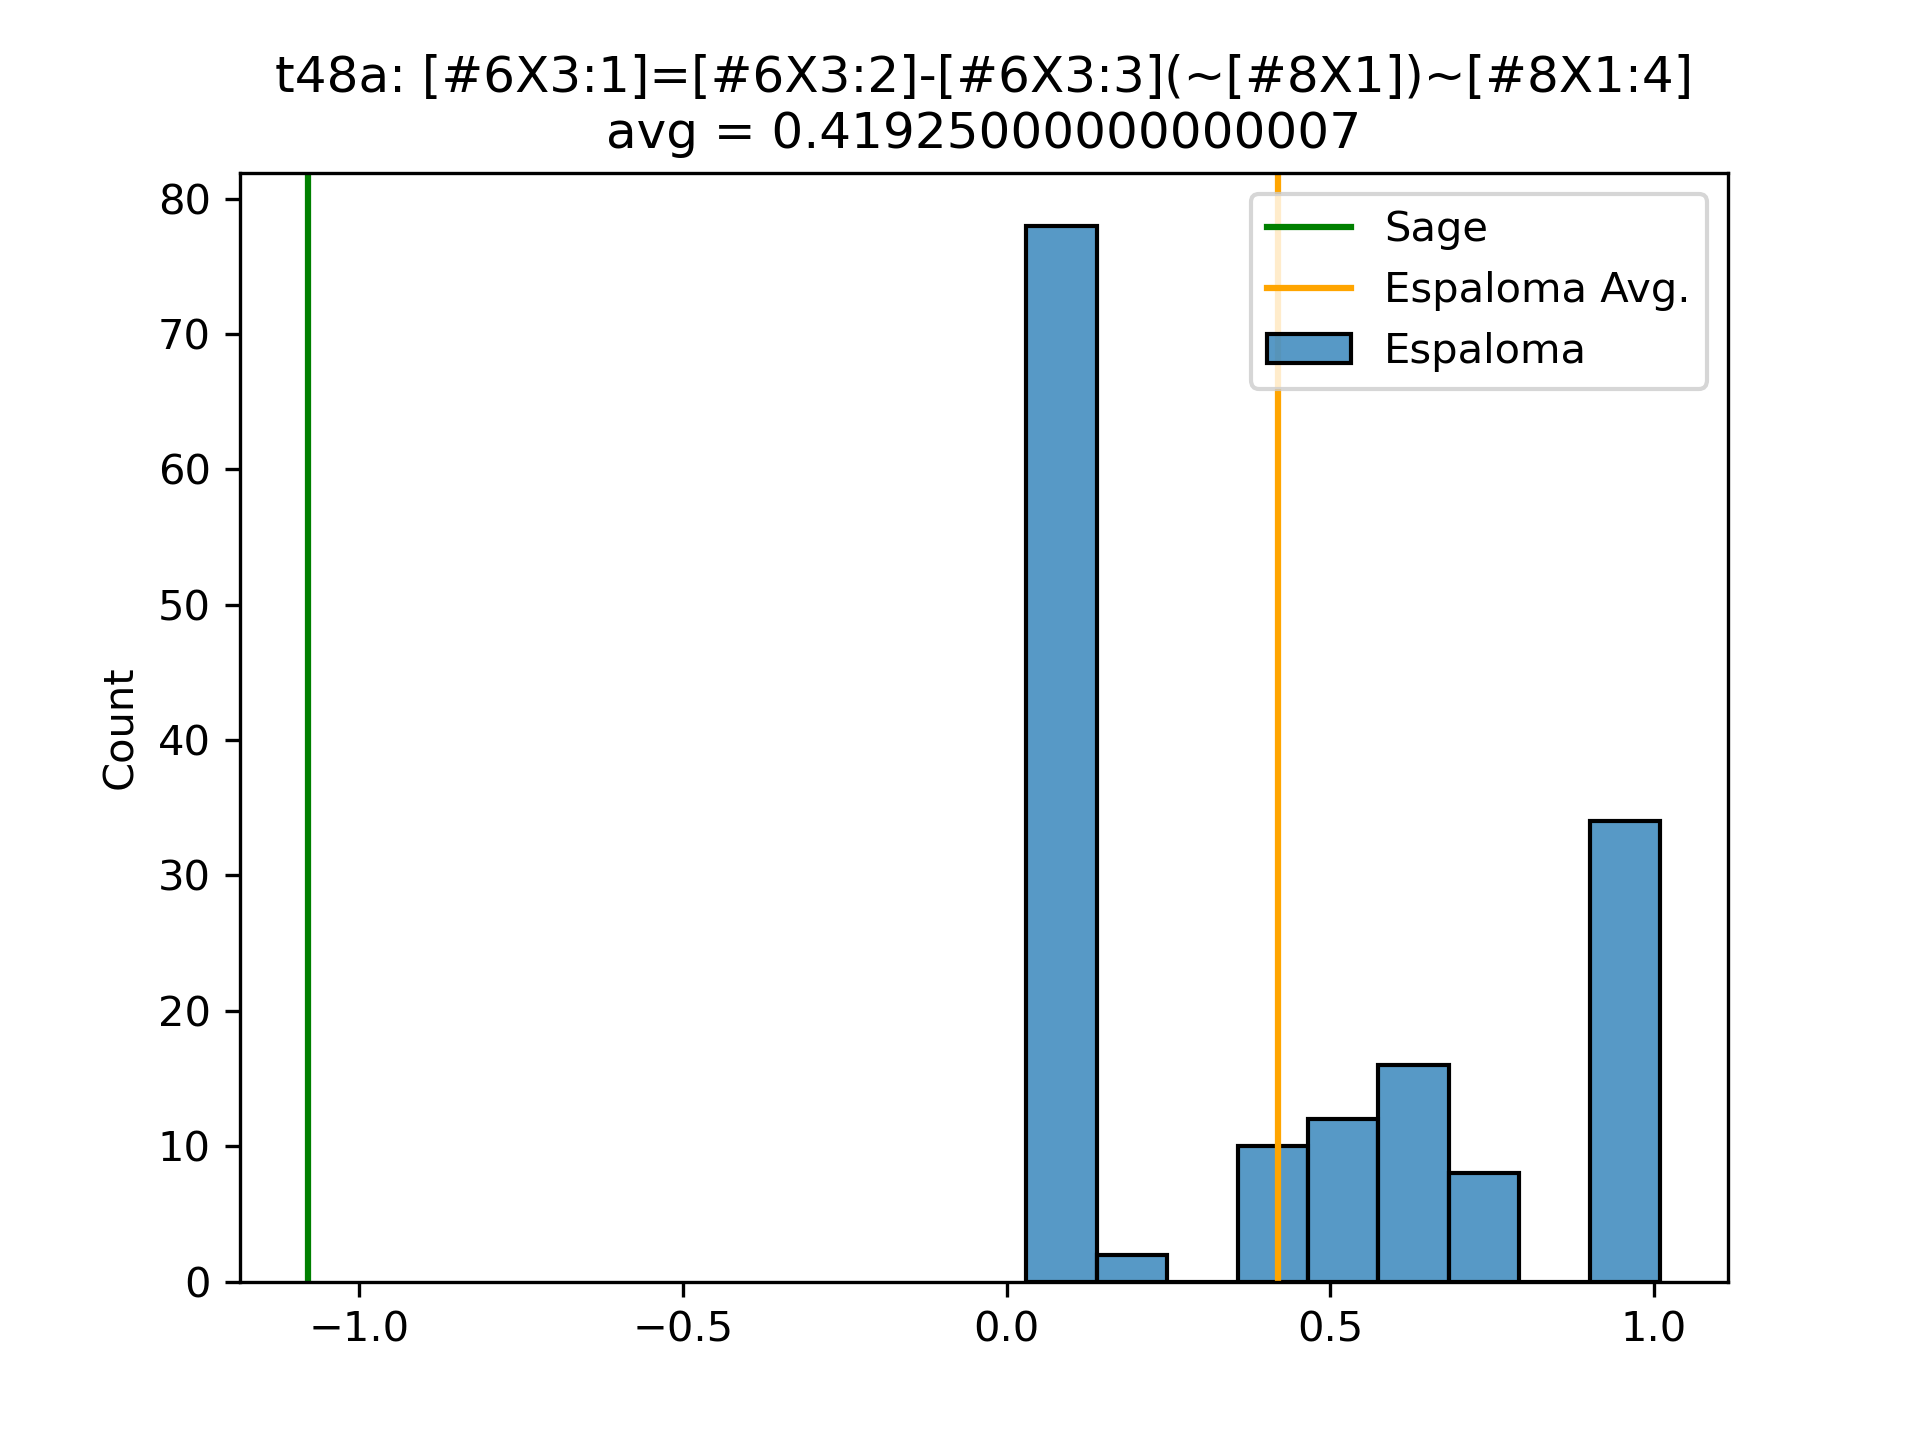 t48a: [#6X3:1]=[#6X3:2]-[#6X3:3](~[#8X1])~[#8X1:4]
avg = 0.41925000000000007
Sage
Espaloma Avg.
Espaloma
Count
80
70
60
50
40
30
20
10
0
−1.0
−0.5
0.0
0.5
1.0